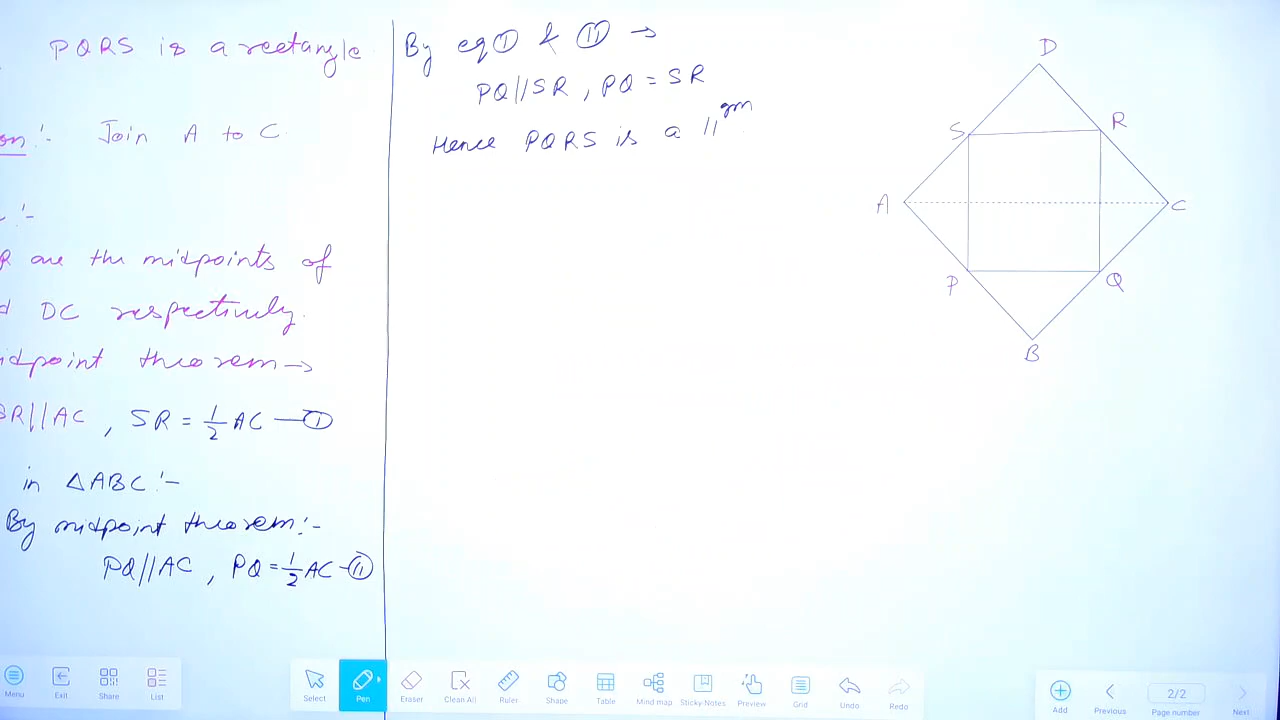 PQRS is a rectangle
on:- Join A to C
:-
R are the midpoints of
d DC respectively.
idpoint theorem →
SR//AC, SR = 1/2 AC — Ⓘ
in △ABC:-
By midpoint theorem:-
PQ//AC, PQ = 1/2 AC - Ⅱ
By eq Ⓘ & Ⅱ →
PQ//SR, PQ = SR
Hence PQRS is a ||gm
D
S R
A C
P Q
B
Menu Exit Share List Select Pen Eraser Clean All Ruler Shape Table Mind map Sticky-Notes Preview Grid Undo Redo Add Previous 2/2 Page number Next